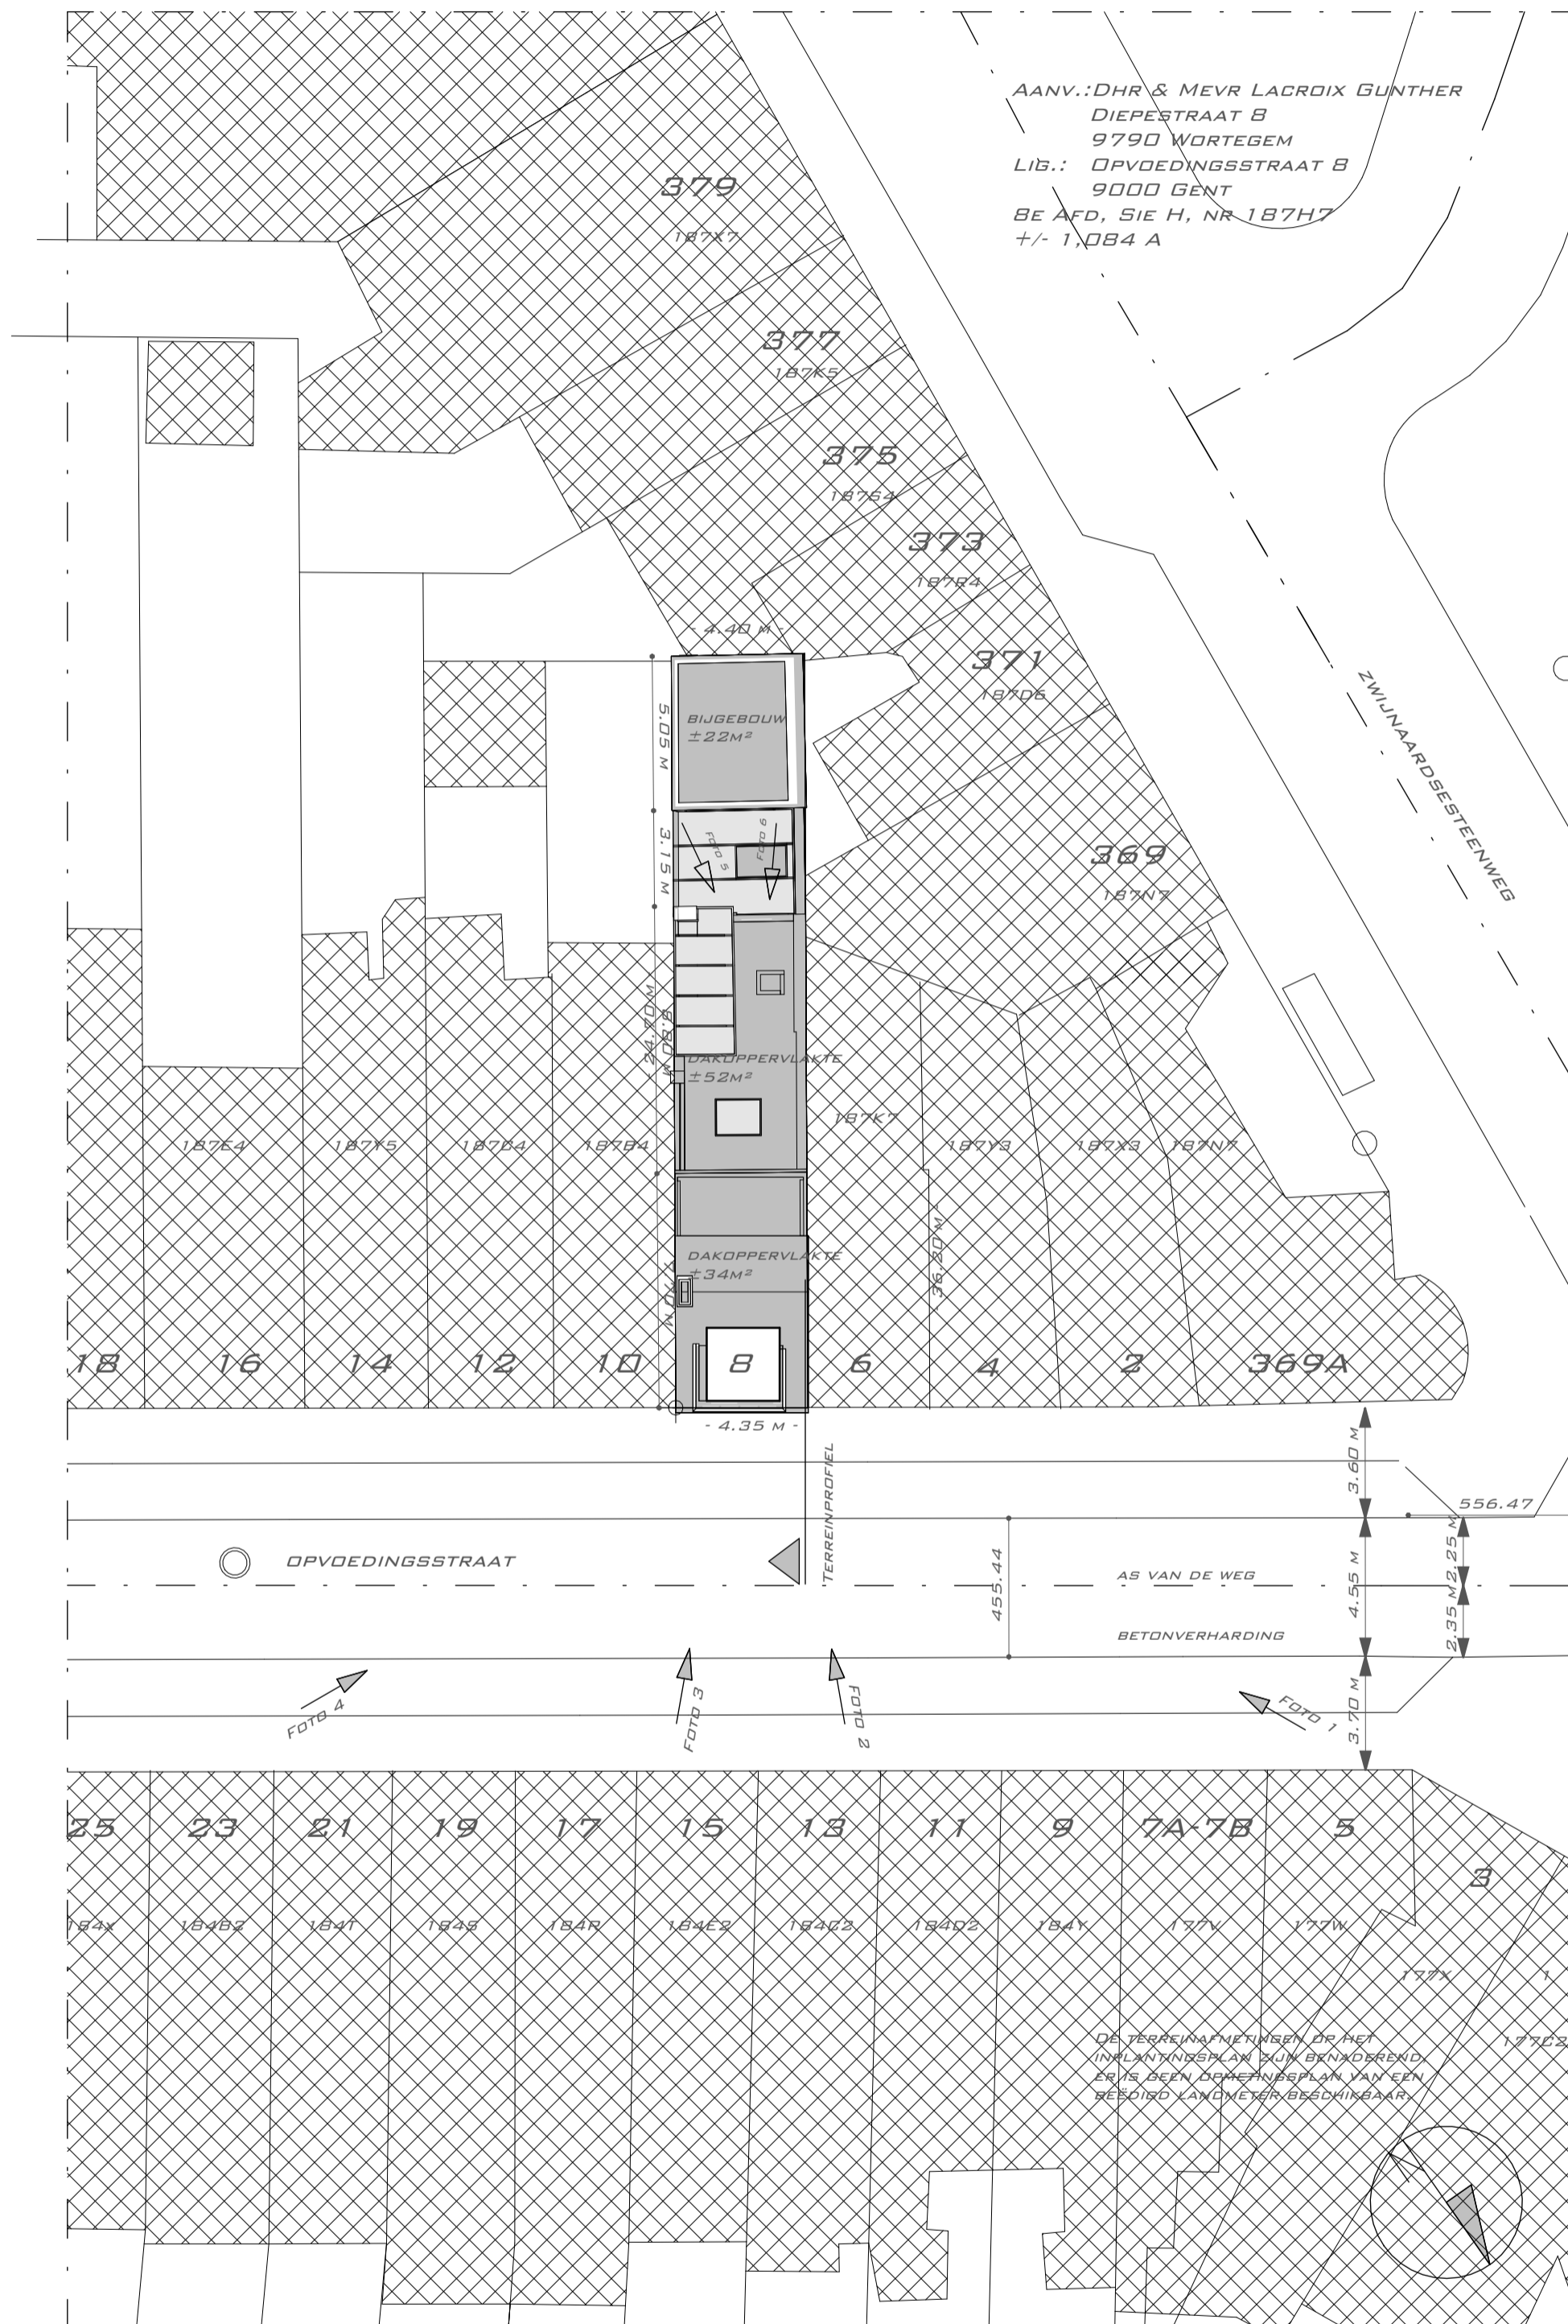 Aanv.: Dhr & Mevr Lacroix Gunther
Diepestraat 8
9790 Wortegem
Lig.: Opvoedingsstraat 8
9000 Gent
8e Afd, Sie H, nr 187H7
+/- 1,084 A
379
187X7
377
187K5
375
187S4
373
187R4
371
187D6
369
187N7
Zwijnaardsesteenweg
- 4.40 m -
5.05 m
Bijgebouw
±22m²
3.15 m
Foto 5
Foto 6
24.70 m
Dakoppervlakte
±52m²
187E4
187Y5
187C4
187B4
187K7
187Y3
187X3
187N7
36.20 m
Dakoppervlakte
±34m²
18
16
14
12
10
8
6
4
2
369A
- 4.35 m -
Terreinprofiel
3.60 m
556.47
Opvoedingsstraat
455.44
as van de weg
4.55 m
2.25 m
2.35 m
betonverharding
3.70 m
Foto 4
Foto 3
Foto 2
Foto 1
25
23
21
19
17
15
13
11
9
7A-7B
5
3
184X
184B2
184T
184S
184R
184E2
184C2
184D2
184Y
177V
177W
177X
1
177C2
De terreinafmetingen op het
inplantingsplan zijn benaderend,
er is geen opmetingsplan van een
beëdigd landmeter beschikbaar.